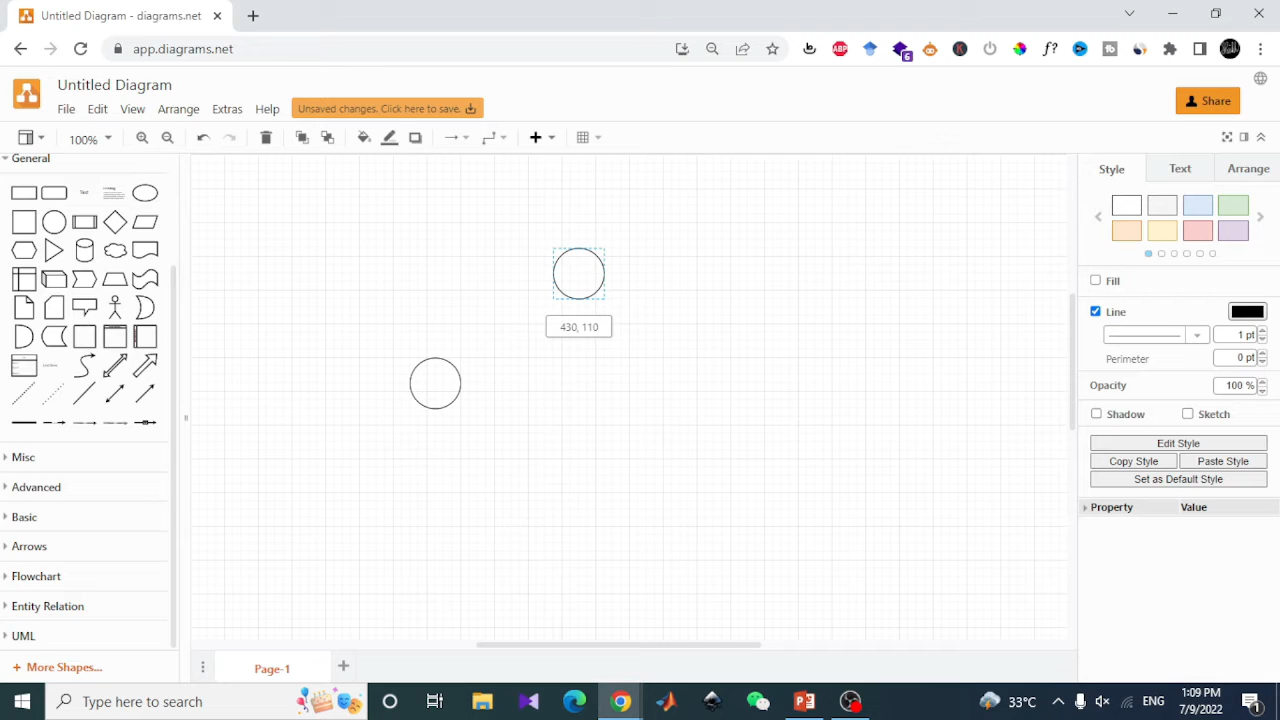 Untitled Diagram - diagrams.net
app.diagrams.net
ABP
6
K
f?
Untitled Diagram
File Edit View Arrange Extras Help
Unsaved changes. Click here to save.
Share
100%
General
Text
Style Text Arrange
Fill
Line
1 pt
Perimeter
0 pt
Opacity
100 %
Shadow
Sketch
Edit Style
Copy Style
Paste Style
Set as Default Style
Property
Value
430, 110
Misc
Advanced
Basic
Arrows
Flowchart
Entity Relation
UML
+ More Shapes...
Page-1
Type here to search
33°C
ENG
1:09 PM
7/9/2022
1